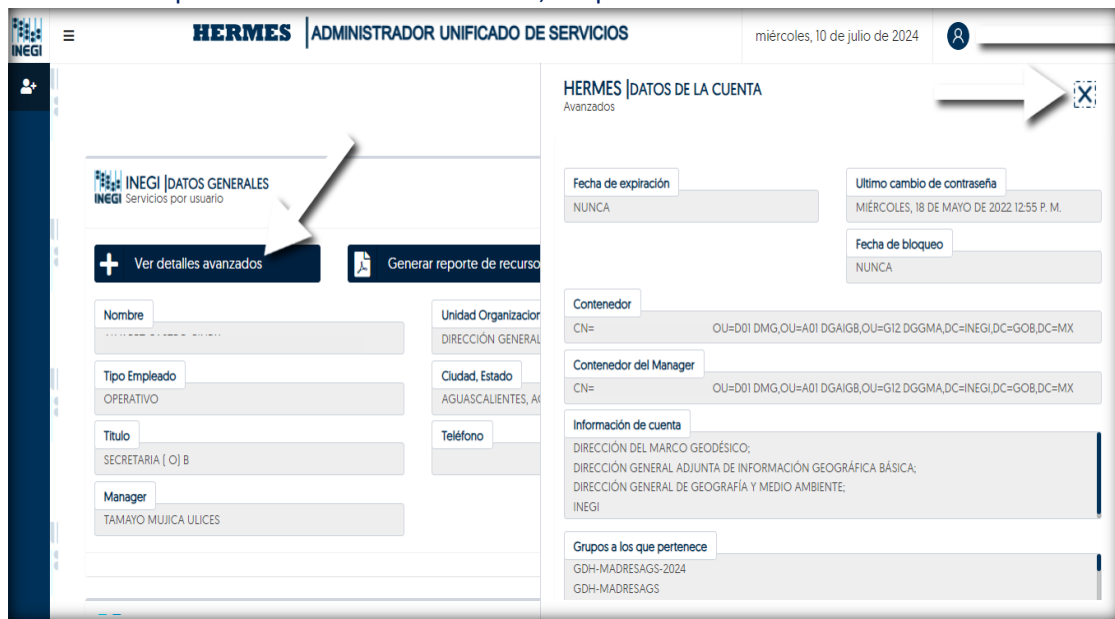 INEGI
HERMES |ADMINISTRADOR UNIFICADO DE SERVICIOS
miércoles, 10 de julio de 2024
HERMES |DATOS DE LA CUENTA
Avanzados
INEGI
INEGI |DATOS GENERALES
Servicios por usuario
Ver detalles avanzados
Generar reporte de recurso
Nombre
Unidad Organizacion
DIRECCIÓN GENERAL
Tipo Empleado
OPERATIVO
Ciudad, Estado
AGUASCALIENTES,
Titulo
SECRETARIA ( O) B
Teléfono
Manager
TAMAYO MUJICA ULICES
Fecha de expiración
NUNCA
Ultimo cambio de contraseña
MIÉRCOLES, 18 DE MAYO DE 2022 12:55 P. M.
Fecha de bloqueo
NUNCA
Contenedor
CN= OU=D01 DMG,OU=A01 DGAIGB,OU=G12 DGGMA,DC=INEGI,DC=GOB,DC=MX
Contenedor del Manager
CN= OU=D01 DMG,OU=A01 DGAIGB,OU=G12 DGGMA,DC=INEGI,DC=GOB,DC=MX
Información de cuenta
DIRECCIÓN DEL MARCO GEODÉSICO;
DIRECCIÓN GENERAL ADJUNTA DE INFORMACIÓN GEOGRÁFICA BÁSICA;
DIRECCIÓN GENERAL DE GEOGRAFÍA Y MEDIO AMBIENTE;
INEGI
Grupos a los que pertenece
GDH-MADRESAGS-2024
GDH-MADRESAGS